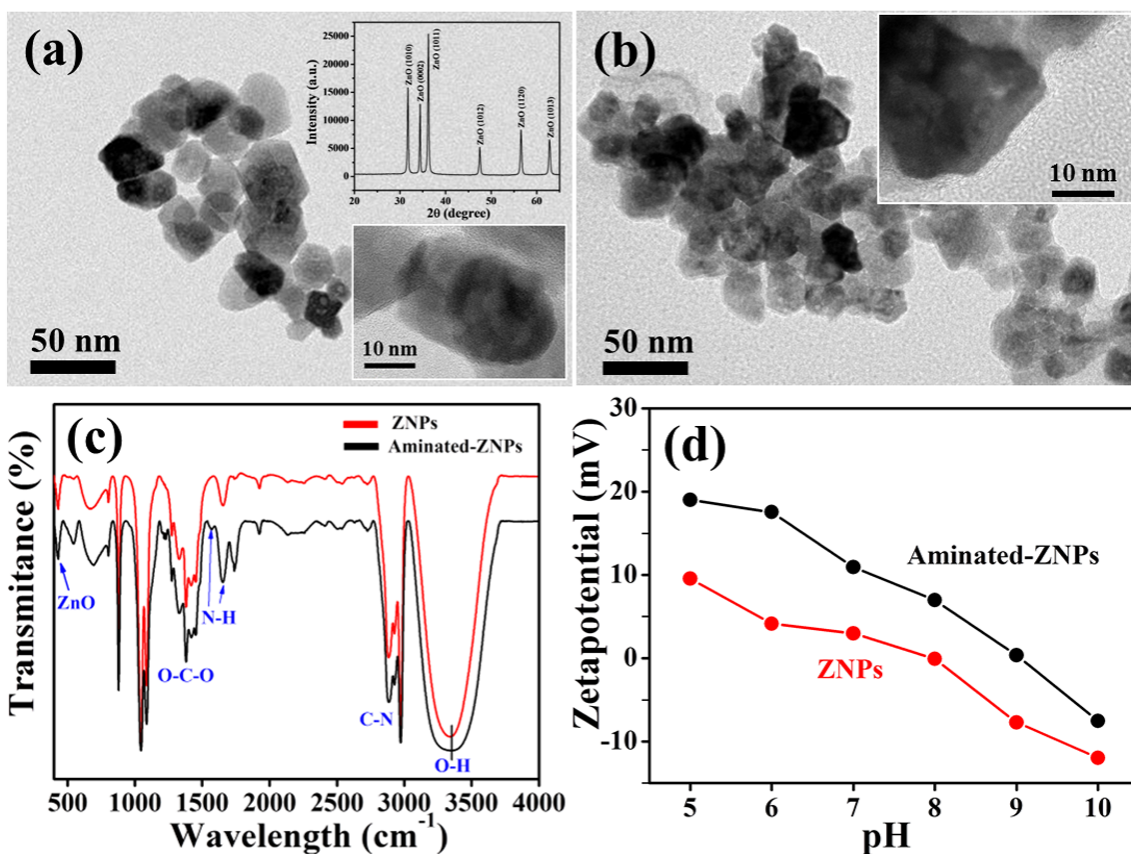 (a)
Intensity (a.u.)
25000
20000
15000
10000
5000
0
ZnO (1010)
ZnO (0002)
ZnO (1011)
ZnO (1012)
ZnO (1120)
ZnO (1013)
20 30 40 50 60
2θ (degree)
50 nm
10 nm
(b)
10 nm
50 nm
(c)
ZNPs
Aminated-ZNPs
Transmitance (%)
ZnO
N-H
O-C-O
C-N
O-H
500 1000 1500 2000 2500 3000 3500 4000
Wavelength (cm⁻¹)
(d)
Zetapotential (mV)
30
20
10
0
-10
Aminated-ZNPs
ZNPs
5 6 7 8 9 10
pH